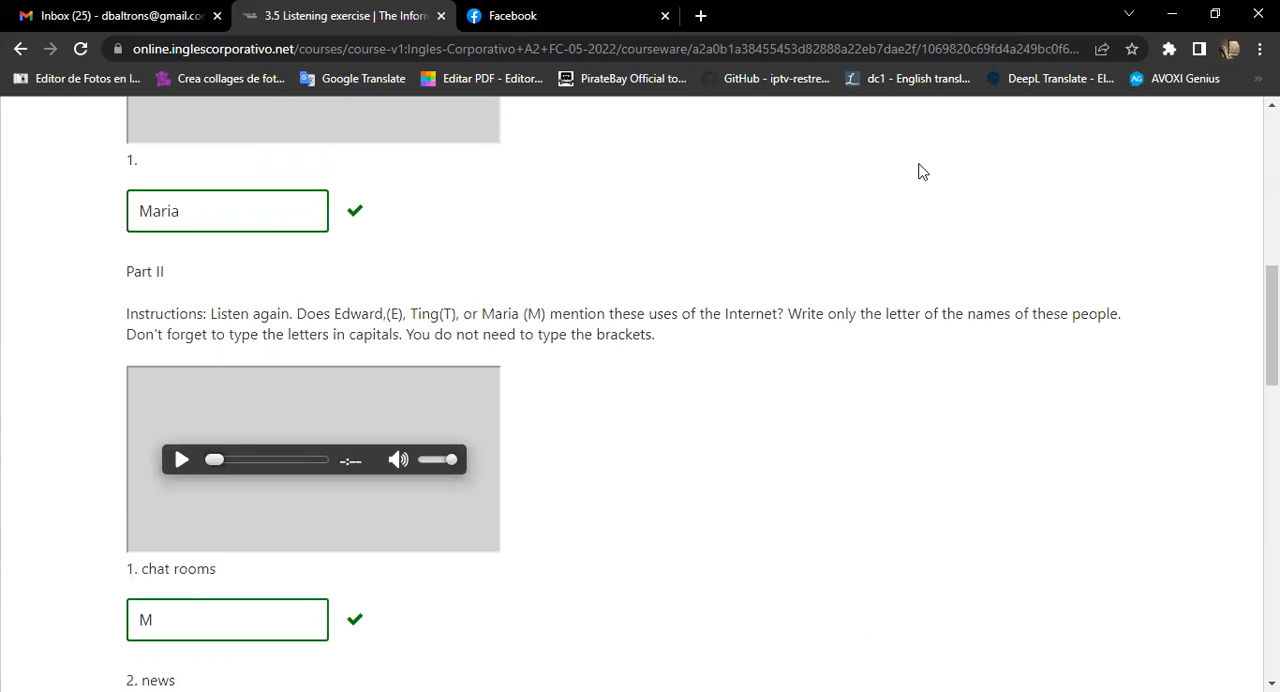 Inbox (25) - dbaltrons@gmail.co
3.5 Listening exercise | The Infor
Facebook
online.inglescorporativo.net/courses/course-v1:Ingles-Corporativo+A2+FC-05-2022/courseware/a2a0b1a38455453d82888a22eb7dae2f/1069820c69fd4a249bc0f6...
Editor de Fotos en l...
Crea collages de fot...
Google Translate
Editar PDF - Editor...
PirateBay Official to...
GitHub - iptv-restre...
dc1 - English transl...
DeepL Translate - El...
AVOXI Genius
1.
Maria
Part II
Instructions: Listen again. Does Edward,(E), Ting(T), or Maria (M) mention these uses of the Internet? Write only the letter of the names of these people.
Don't forget to type the letters in capitals. You do not need to type the brackets.
-:--
1. chat rooms
M
2. news